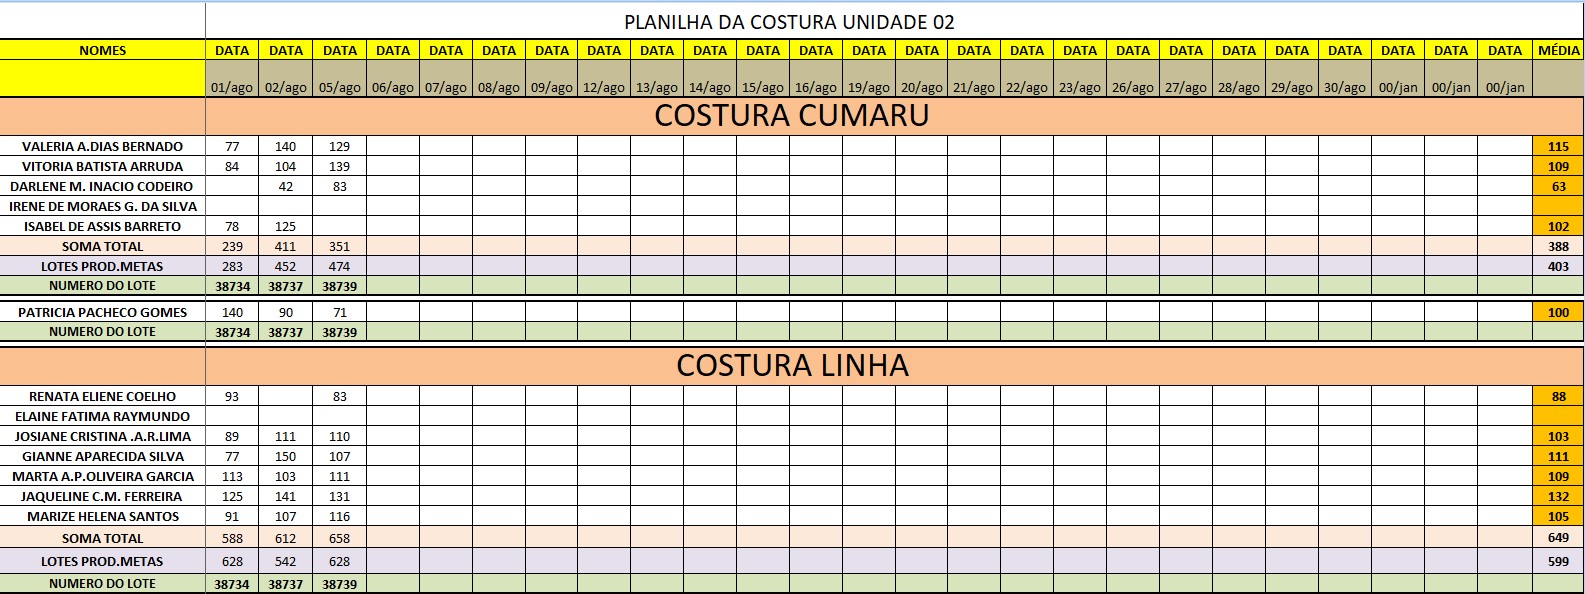 PLANILHA DA COSTURA UNIDADE 02
NOMES DATA DATA DATA DATA DATA DATA DATA DATA DATA DATA DATA DATA DATA DATA DATA DATA DATA DATA DATA DATA DATA DATA DATA DATA DATA MÉDIA
01/ago 02/ago 05/ago 06/ago 07/ago 08/ago 09/ago 12/ago 13/ago 14/ago 15/ago 16/ago 19/ago 20/ago 21/ago 22/ago 23/ago 26/ago 27/ago 28/ago 29/ago 30/ago 00/jan 00/jan 00/jan
COSTURA CUMARU
VALERIA A.DIAS BERNADO 77 140 129 115
VITORIA BATISTA ARRUDA 84 104 139 109
DARLENE M. INACIO CODEIRO 42 83 63
IRENE DE MORAES G. DA SILVA
ISABEL DE ASSIS BARRETO 78 125 102
SOMA TOTAL 239 411 351 388
LOTES PROD.METAS 283 452 474 403
NUMERO DO LOTE 38734 38737 38739
PATRICIA PACHECO GOMES 140 90 71 100
NUMERO DO LOTE 38734 38737 38739
COSTURA LINHA
RENATA ELIENE COELHO 93 83 88
ELAINE FATIMA RAYMUNDO
JOSIANE CRISTINA .A.R.LIMA 89 111 110 103
GIANNE APARECIDA SILVA 77 150 107 111
MARTA A.P.OLIVEIRA GARCIA 113 103 111 109
JAQUELINE C.M. FERREIRA 125 141 131 132
MARIZE HELENA SANTOS 91 107 116 105
SOMA TOTAL 588 612 658 649
LOTES PROD.METAS 628 542 628 599
NUMERO DO LOTE 38734 38737 38739